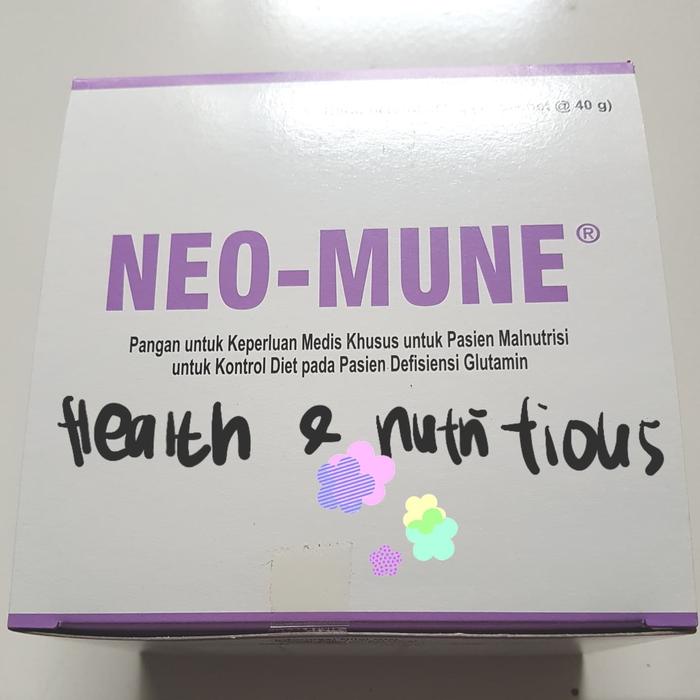 @ 40 g)
NEO-MUNE®
Pangan untuk Keperluan Medis Khusus untuk Pasien Malnutrisi
untuk Kontrol Diet pada Pasien Defisiensi Glutamin
Health & nutritious